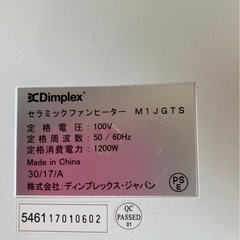 Dimplex
セラミックファンヒーター M1JGTS
定格電圧：100V
定格周波数：50/60Hz
定格消費電力：1200W
Made in China
30/17/A
株式会社：ディンプレックス・ジャパン
PS
E
546117010602
QC
PASSED
01